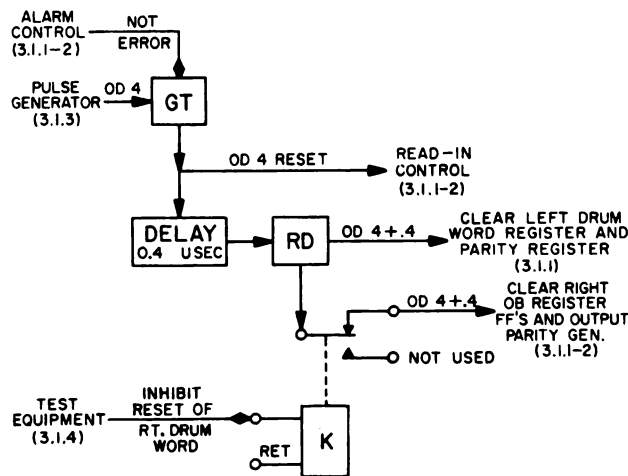 ALARM
CONTROL
(3.1.1-2)
NOT
ERROR
PULSE
GENERATOR
(3.1.3)
OD 4
GT
OD 4 RESET
READ-IN
CONTROL
(3.1.1-2)
DELAY
0.4 USEC
RD
OD 4+.4
CLEAR LEFT DRUM
WORD REGISTER AND
PARITY REGISTER
(3.1.1)
OD 4+.4
CLEAR RIGHT
OB REGISTER
FF'S AND OUTPUT
PARITY GEN.
(3.1.1-2)
NOT USED
TEST
EQUIPMENT
(3.1.4)
INHIBIT
RESET OF
RT. DRUM
WORD
RET
K